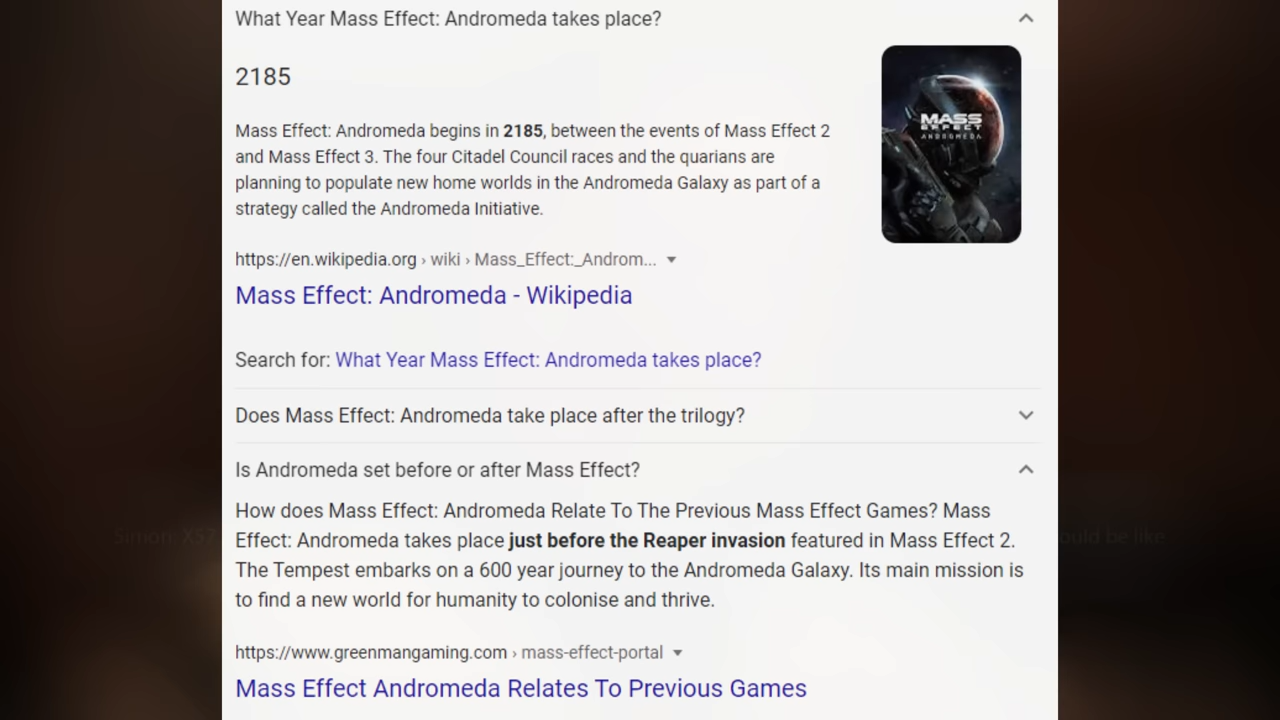 What Year Mass Effect: Andromeda takes place?
2185
MASS
EFFECT
ANDROMEDA
Mass Effect: Andromeda begins in 2185, between the events of Mass Effect 2
and Mass Effect 3. The four Citadel Council races and the quarians are
planning to populate new home worlds in the Andromeda Galaxy as part of a
strategy called the Andromeda Initiative.
https://en.wikipedia.org › wiki › Mass_Effect:_Androm...
Mass Effect: Andromeda - Wikipedia
Search for: What Year Mass Effect: Andromeda takes place?
Does Mass Effect: Andromeda take place after the trilogy?
Is Andromeda set before or after Mass Effect?
How does Mass Effect: Andromeda Relate To The Previous Mass Effect Games? Mass
Effect: Andromeda takes place just before the Reaper invasion featured in Mass Effect 2.
The Tempest embarks on a 600 year journey to the Andromeda Galaxy. Its main mission is
to find a new world for humanity to colonise and thrive.
https://www.greenmangaming.com › mass-effect-portal
Mass Effect Andromeda Relates To Previous Games